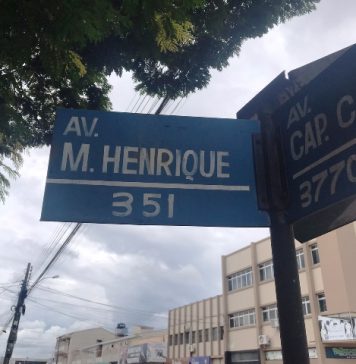 AV.
M. HENRIQUE
351
AV.
CAP. C
3770